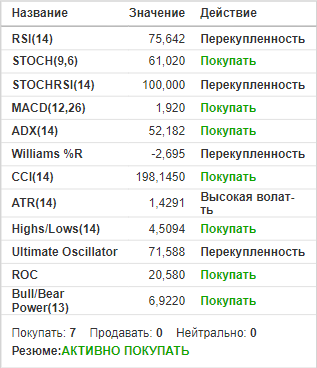 Название Значение Действие
RSI(14) 75,642 Перекупленность
STOCH(9,6) 61,020 Покупать
STOCHRSI(14) 100,000 Перекупленность
MACD(12,26) 1,920 Покупать
ADX(14) 52,182 Покупать
Williams %R -2,695 Перекупленность
CCI(14) 198,1450 Покупать
ATR(14) 1,4291 Высокая волат-
ть
Highs/Lows(14) 4,5094 Покупать
Ultimate Oscillator 71,588 Перекупленность
ROC 20,580 Покупать
Bull/Bear
Power(13) 6,9220 Покупать
Покупать: 7 Продавать: 0 Нейтрально: 0
Резюме:АКТИВНО ПОКУПАТЬ